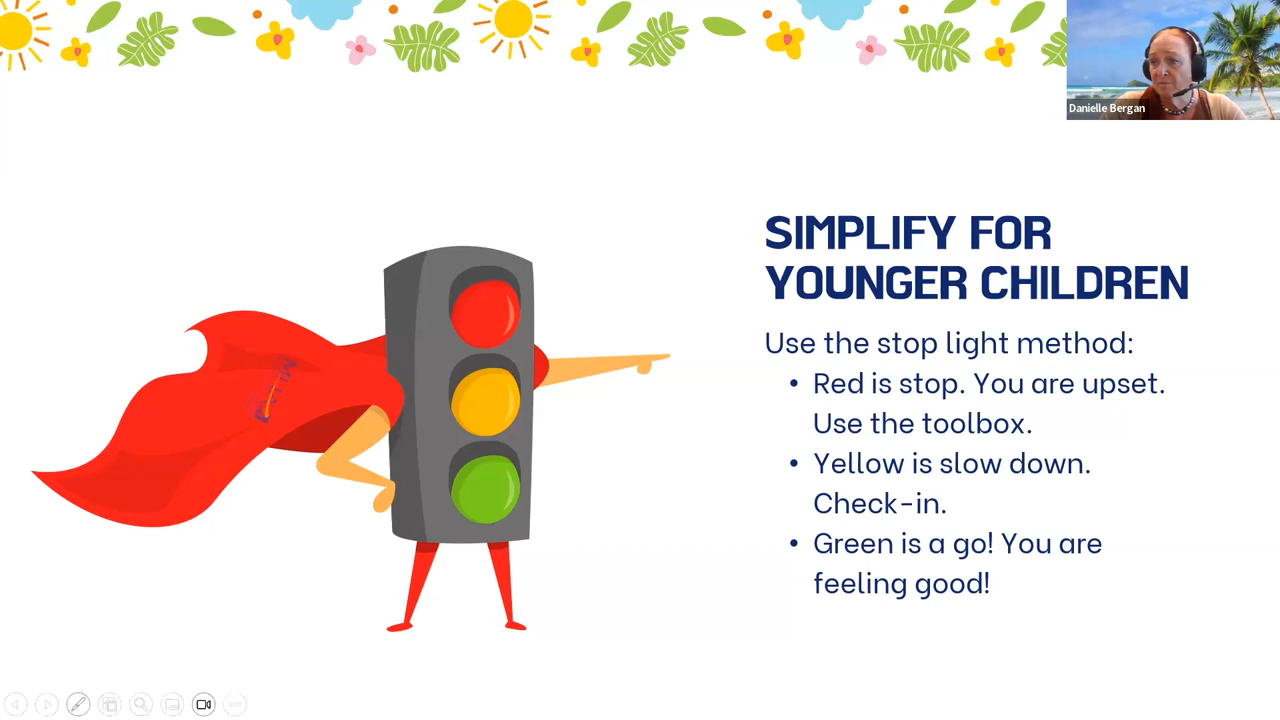 Danielle Bergan
SIMPLIFY FOR
YOUNGER CHILDREN
Use the stop light method:
• Red is stop. You are upset.
Use the toolbox.
• Yellow is slow down.
Check-in.
• Green is a go! You are
feeling good!